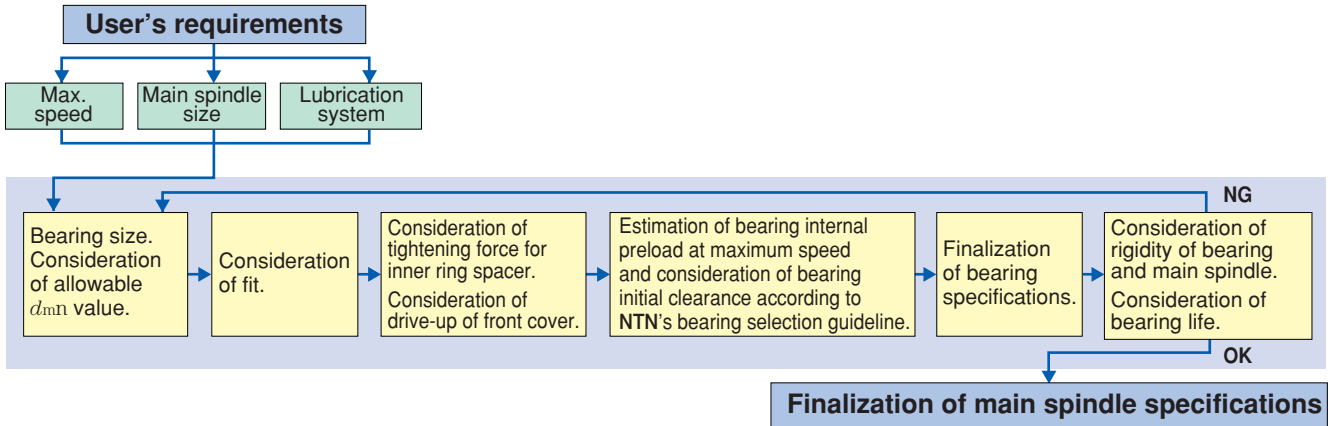 User's requirements
Max.
speed
Main spindle
size
Lubrication
system
NG
Bearing size.
Consideration
of allowable
dmn value.
Consideration
of fit.
Consideration of
tightening force for
inner ring spacer.
Consideration of
drive-up of front cover.
Estimation of bearing internal
preload at maximum speed
and consideration of bearing
initial clearance according to
NTN's bearing selection guideline.
Finalization
of bearing
specifications.
Consideration of
rigidity of bearing
and main spindle.
Consideration of
bearing life.
OK
Finalization of main spindle specifications